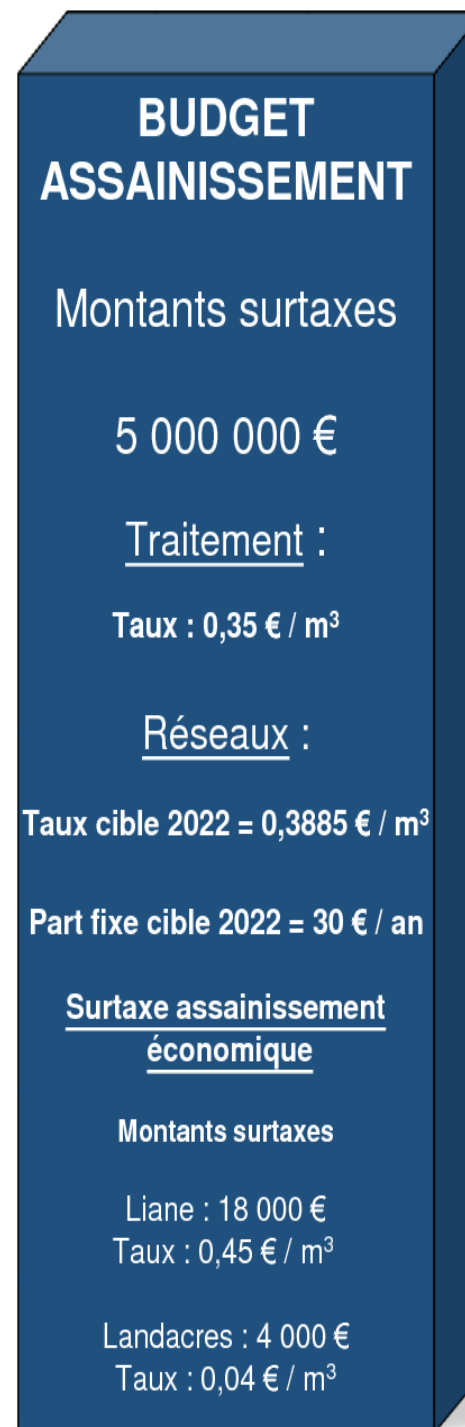 BUDGET
ASSAINISSEMENT
Montants surtaxes
5 000 000 €
Traitement :
Taux : 0,35 € / m³
Réseaux :
Taux cible 2022 = 0,3885 € / m³
Part fixe cible 2022 = 30 € / an
Surtaxe assainissement
économique
Montants surtaxes
Liane : 18 000 €
Taux : 0,45 € / m³
Landacres : 4 000 €
Taux : 0,04 € / m³